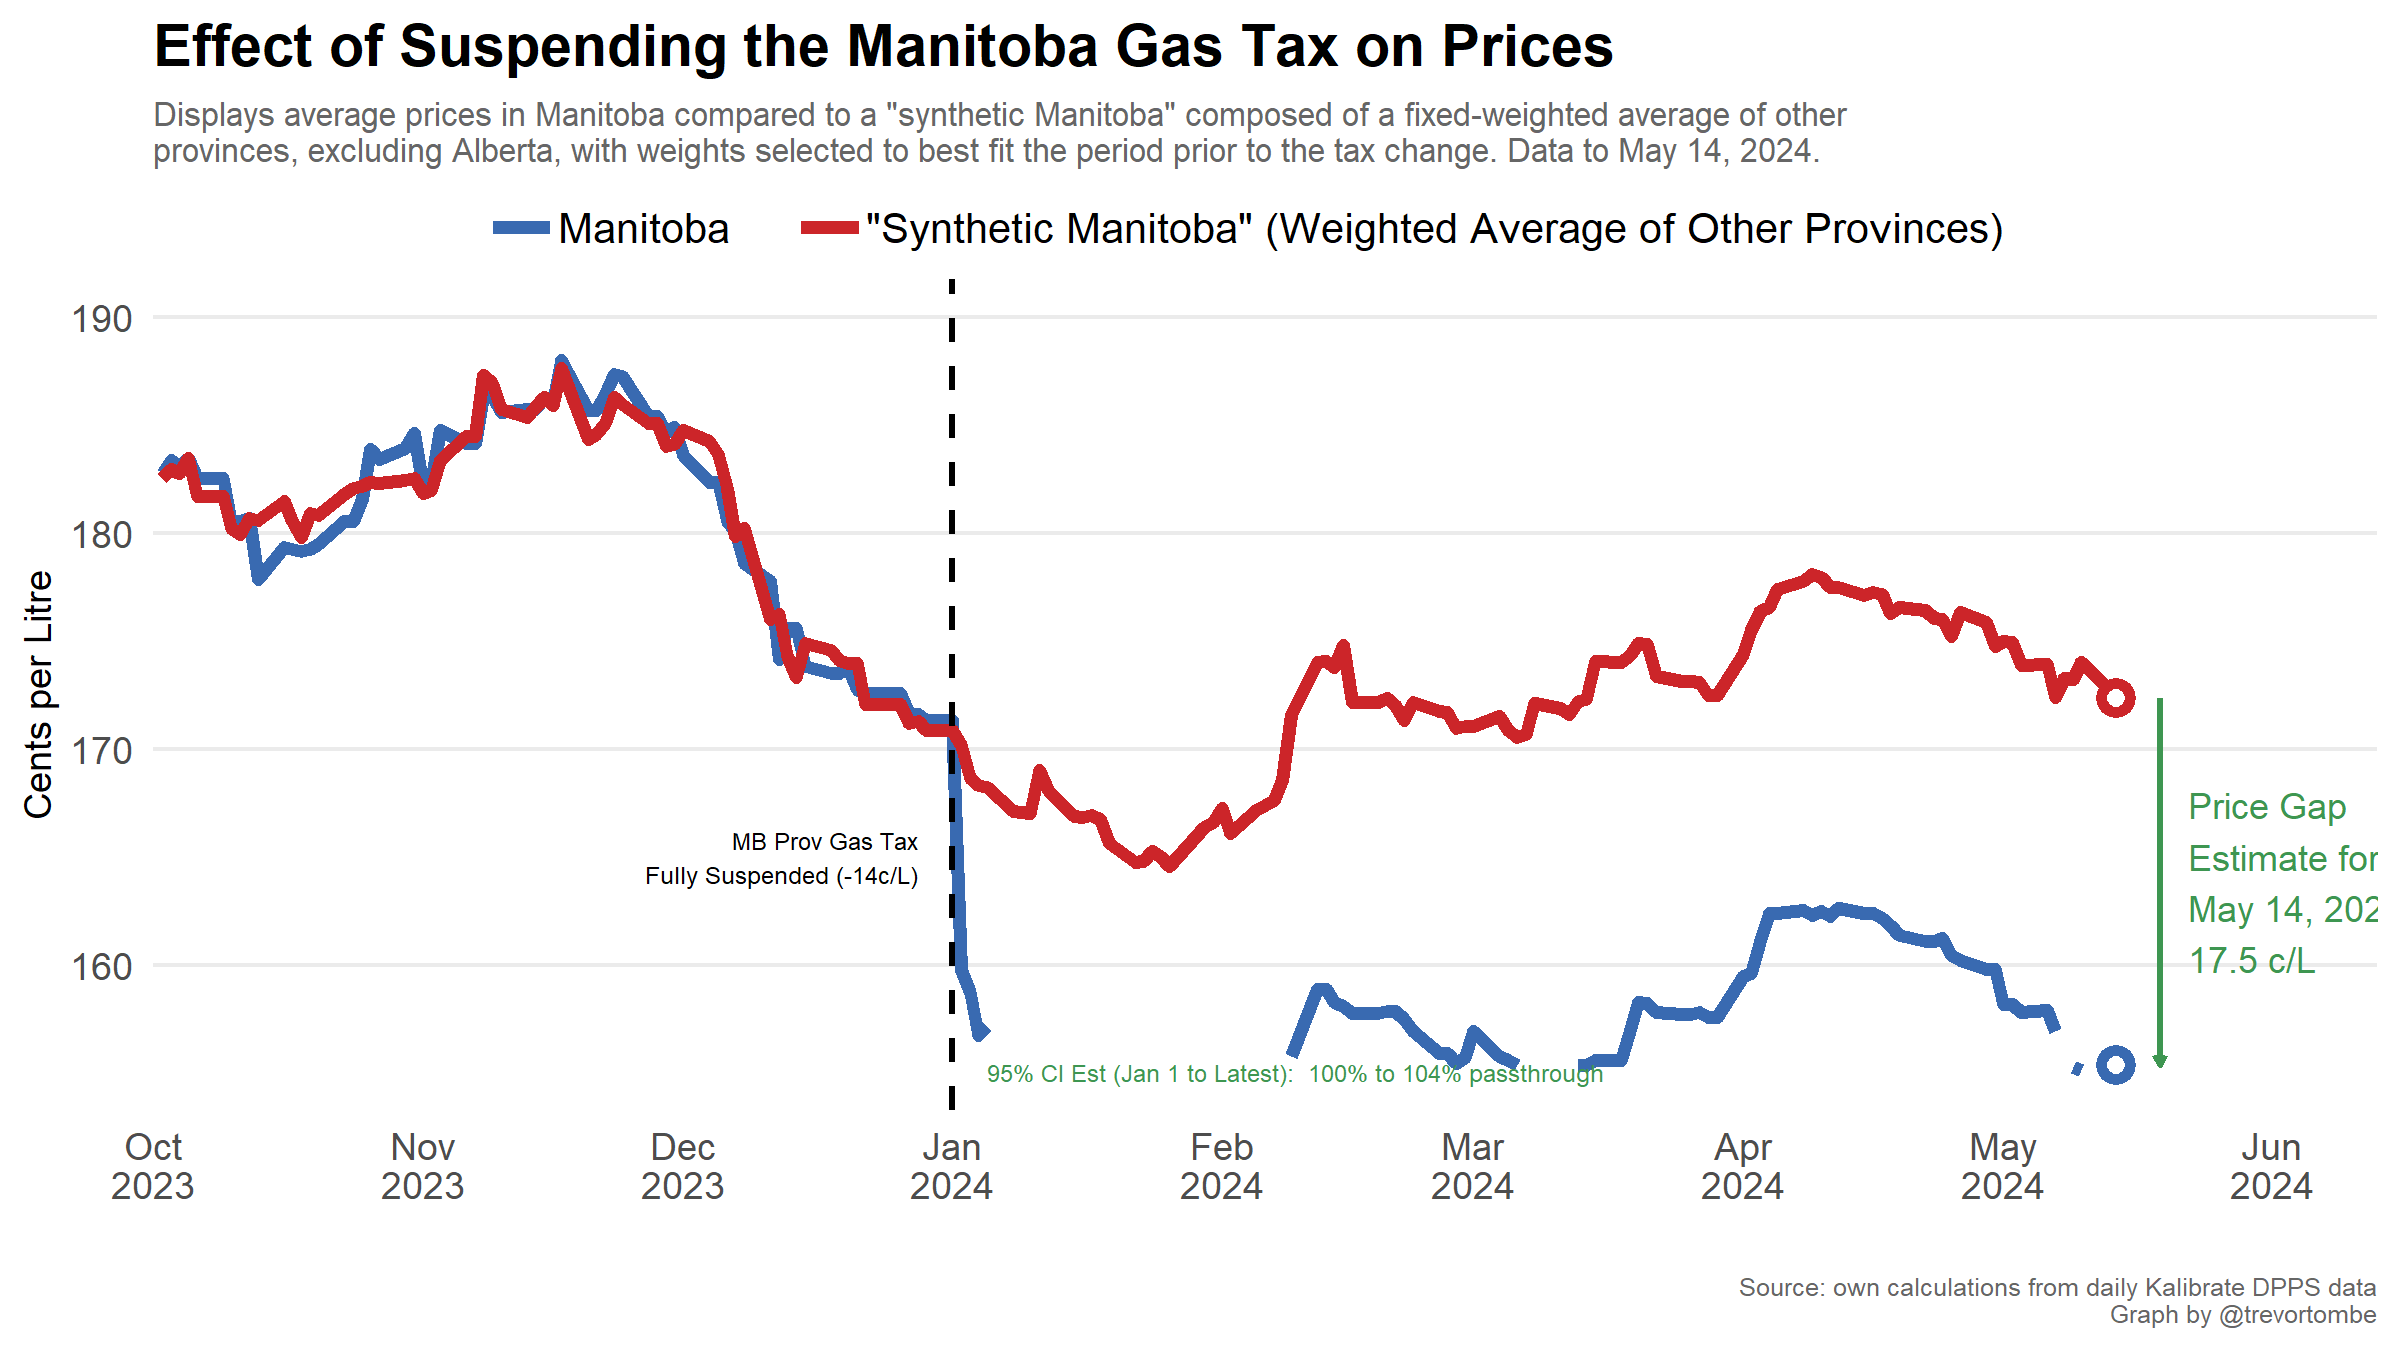 Effect of Suspending the Manitoba Gas Tax on Prices
Displays average prices in Manitoba compared to a "synthetic Manitoba" composed of a fixed-weighted average of other
provinces, excluding Alberta, with weights selected to best fit the period prior to the tax change. Data to May 14, 2024.
Manitoba
"Synthetic Manitoba" (Weighted Average of Other Provinces)
Cents per Litre
190
180
170
160
MB Prov Gas Tax
Fully Suspended (-14c/L)
95% CI Est (Jan 1 to Latest):  100% to 104% passthrough
Price Gap
Estimate for
May 14, 202
17.5 c/L
Oct
2023
Nov
2023
Dec
2023
Jan
2024
Feb
2024
Mar
2024
Apr
2024
May
2024
Jun
2024
Source: own calculations from daily Kalibrate DPPS data
Graph by @trevortombe